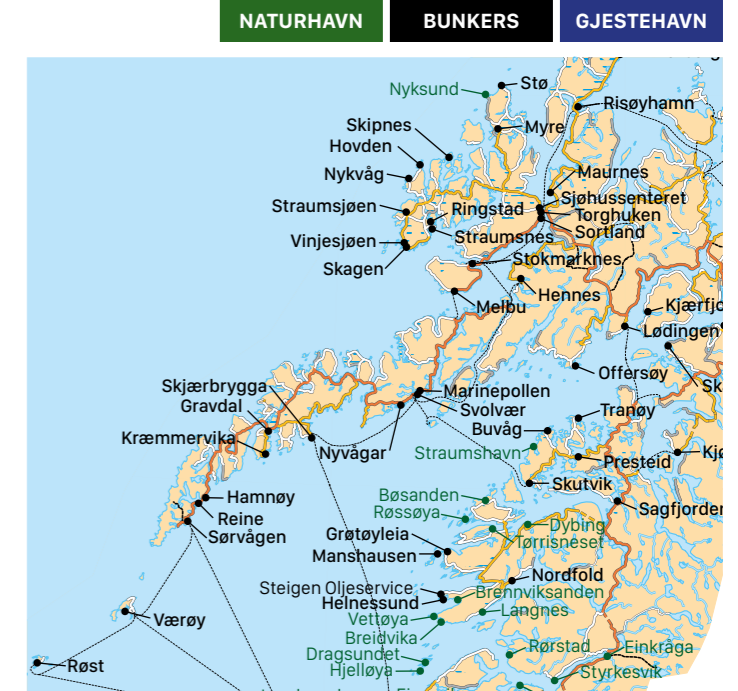 NATURHAVN
BUNKERS
GJESTEHAVN
Nyksund
Stø
Risøyhamn
Skipnes
Myre
Hovden
Nykvåg
Maurnes
Straumsjøen
Ringstad
Sjøhussenteret
Torghuken
Sortland
Vinjesjøen
Straumsnes
Skagen
Stokmarknes
Hennes
Melbu
Kjærfjo
Lødingen
Offersøy
Sk
Skjærbrygga
Marinepollen
Gravdal
Svolvær
Tranøy
Buvåg
Kræmmervika
Nyvågar
Straumshavn
Kjø
Presteid
Skutvik
Hamnøy
Bøsanden
Sagfjorden
Reine
Røssøya
Sørvågen
Dybing
Grøtøyleia
Tørrisneset
Manshausen
Nordfold
Steigen Oljeservice
Brennviksanden
Helnessund
Langnes
Værøy
Vettøya
Breidvika
Rørstad
Einkråga
Dragsundet
Røst
Hjelløya
Styrkesvik